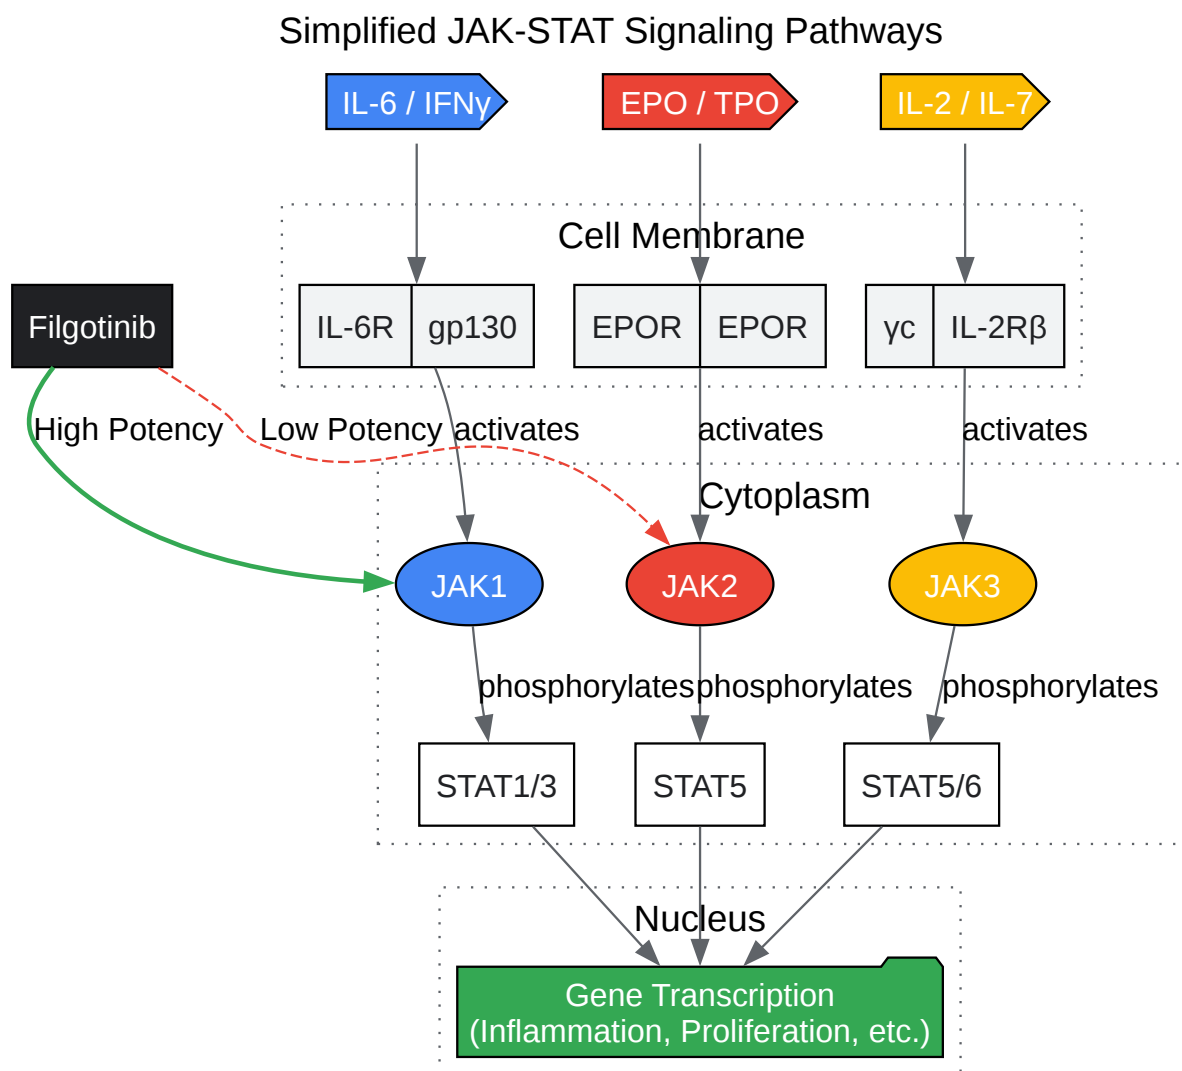 Simplified JAK-STAT Signaling Pathways
IL-6 / IFNγ
EPO / TPO
IL-2 / IL-7
Cell Membrane
Filgotinib
IL-6R
gp130
EPOR
EPOR
γc
IL-2Rβ
High Potency
Low Potency
activates
activates
activates
Cytoplasm
JAK1
JAK2
JAK3
phosphorylates
phosphorylates
phosphorylates
STAT1/3
STAT5
STAT5/6
Nucleus
Gene Transcription
(Inflammation, Proliferation, etc.)